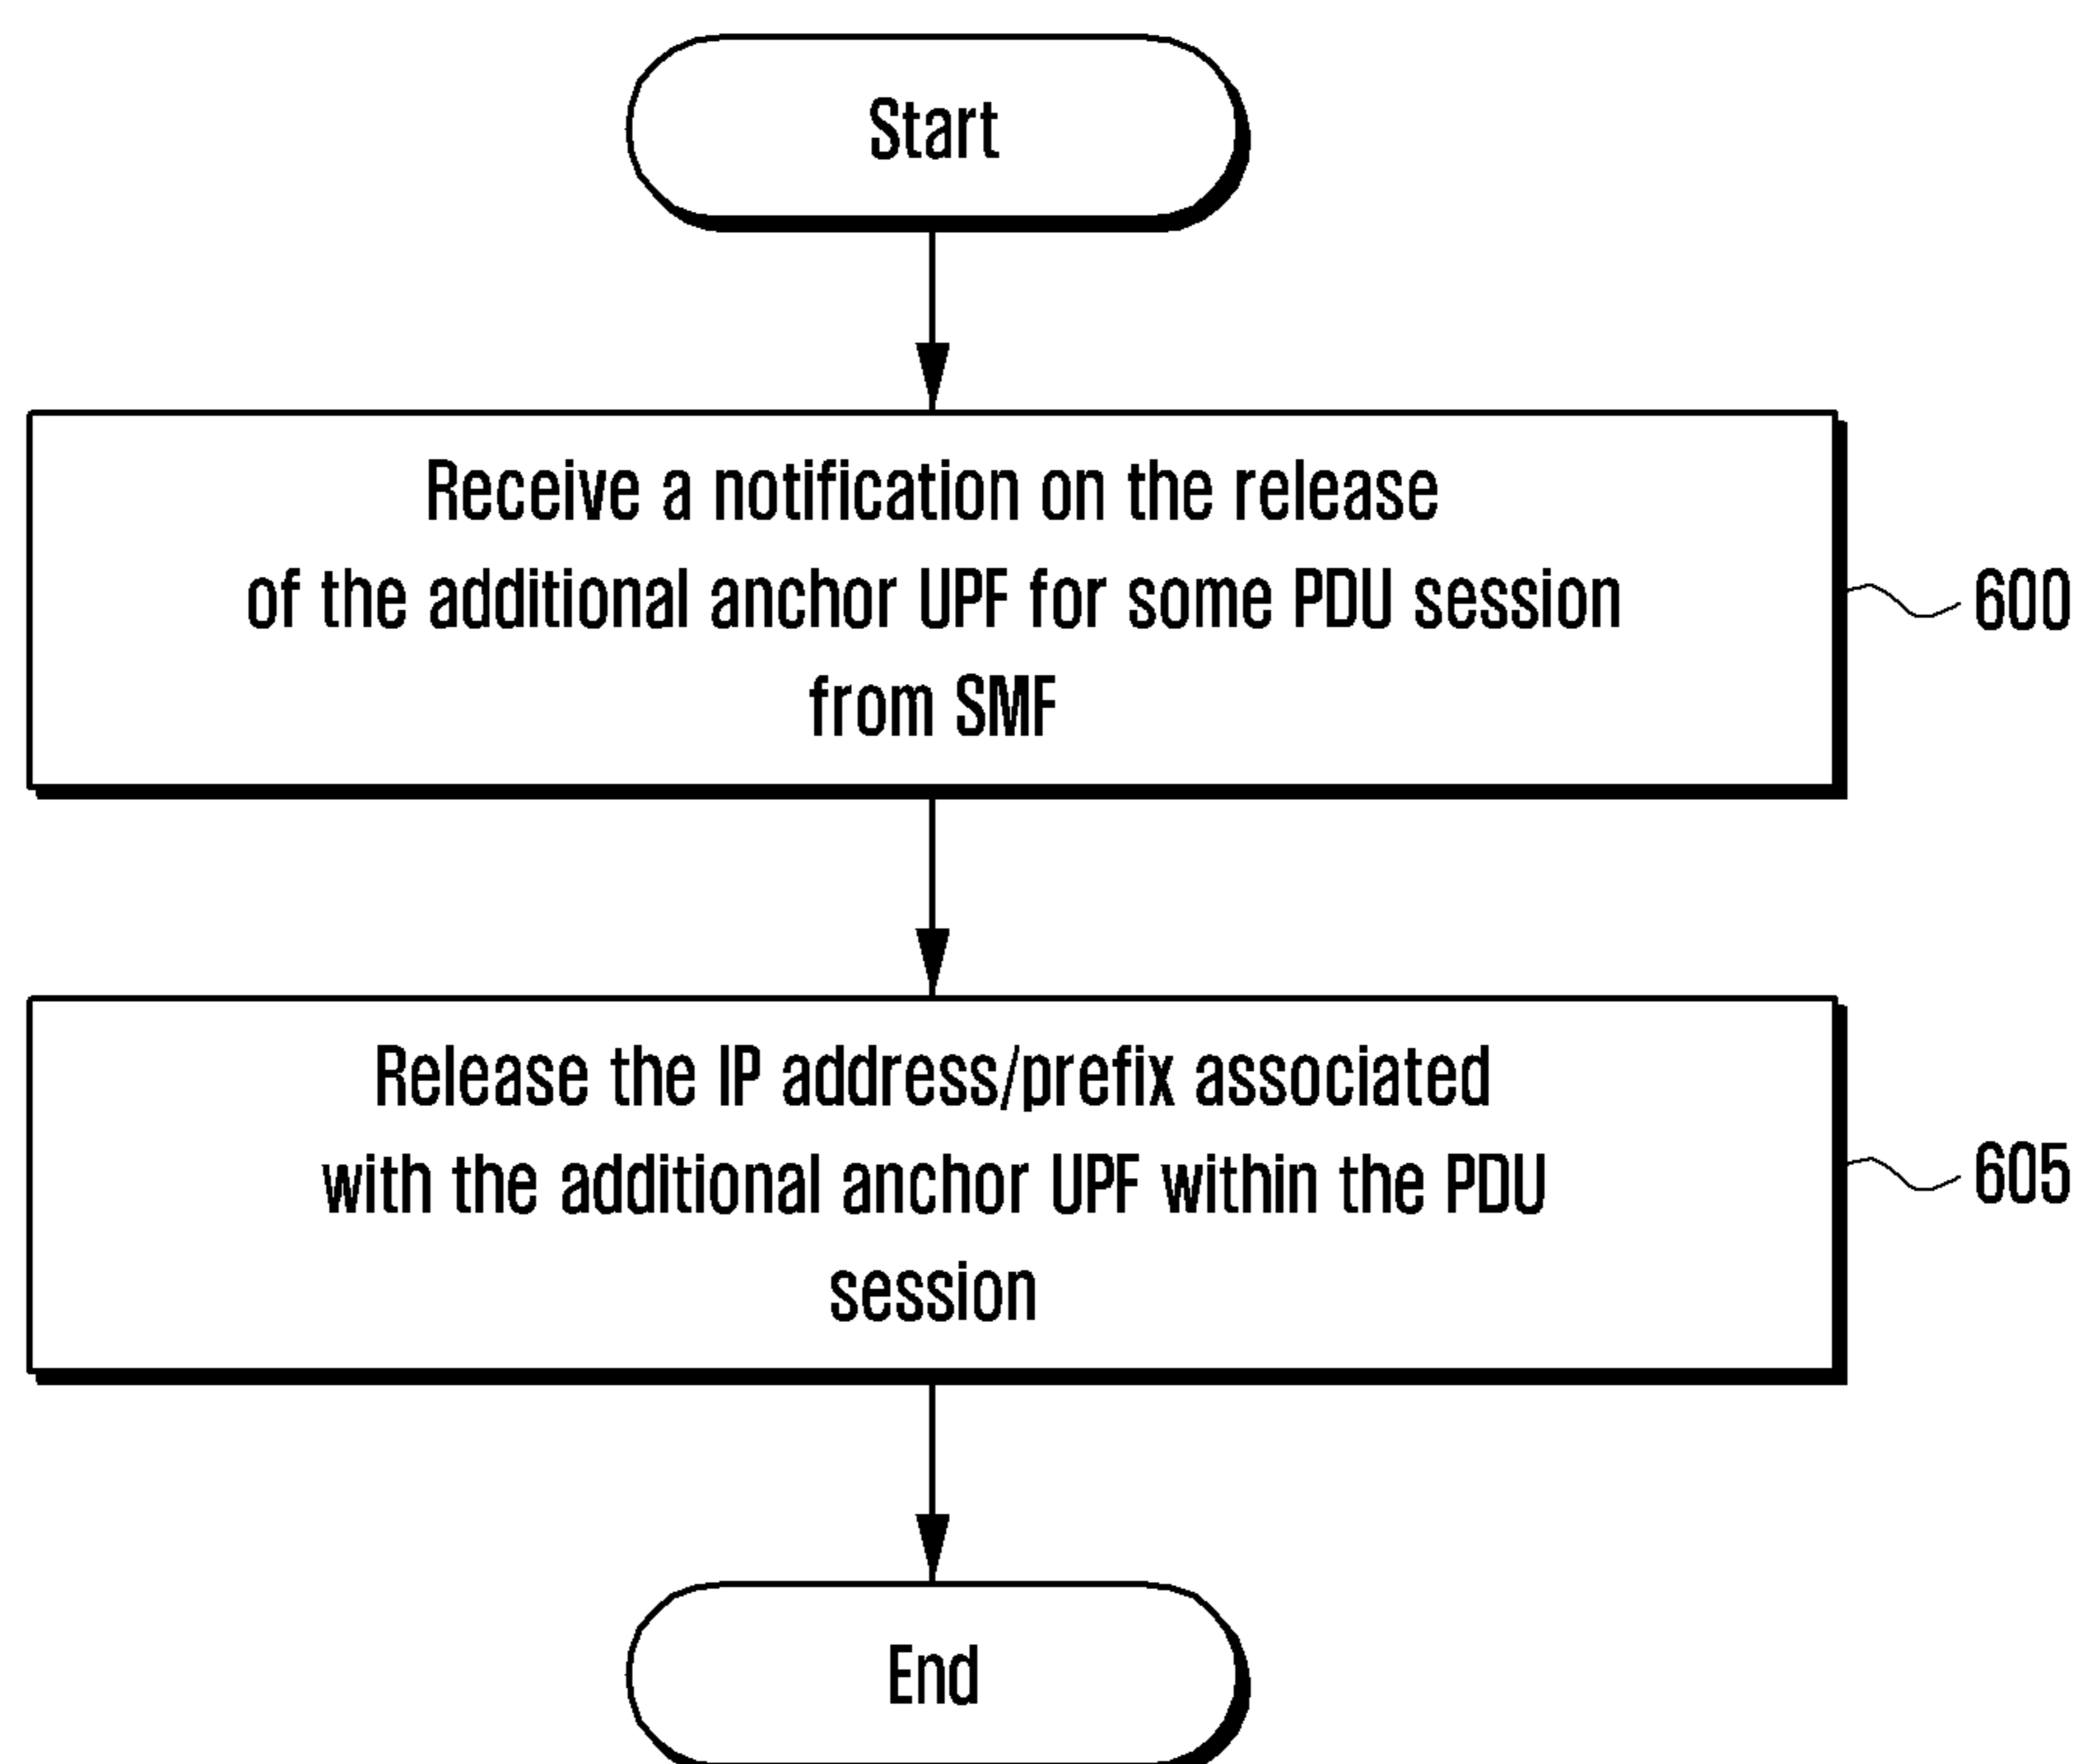 Start
Receive a notification on the release
of the additional anchor UPF for some PDU session
from SMF
600
Release the IP address/prefix associated
with the additional anchor UPF within the PDU
session
605
End